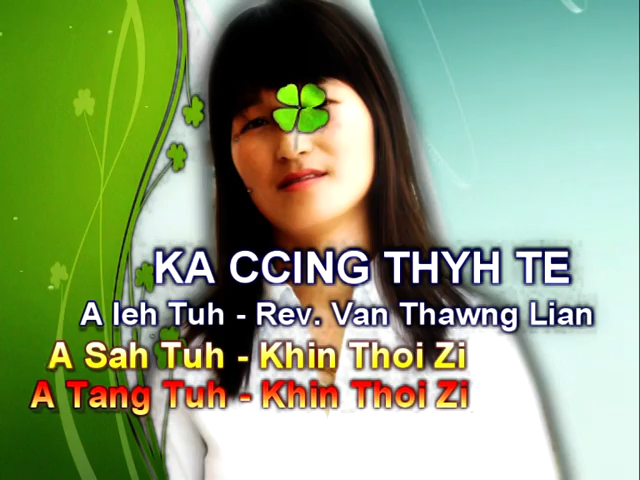 KA CCING THYH TE
A leh Tuh - Rev. Van Thawng Lian
A Sah Tuh - Khin Thoi Zi
A Tang Tuh - Khin Thoi Zi